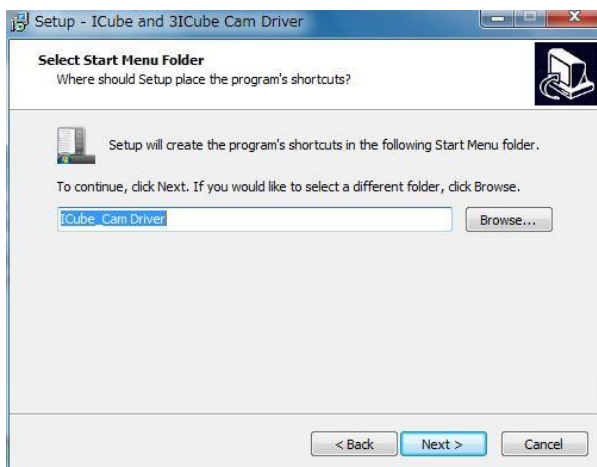 Setup - ICube and 3ICube Cam Driver
Select Start Menu Folder
Where should Setup place the program's shortcuts?
Setup will create the program's shortcuts in the following Start Menu folder.
To continue, click Next. If you would like to select a different folder, click Browse.
ICube_Cam Driver
Browse...
< Back
Next >
Cancel